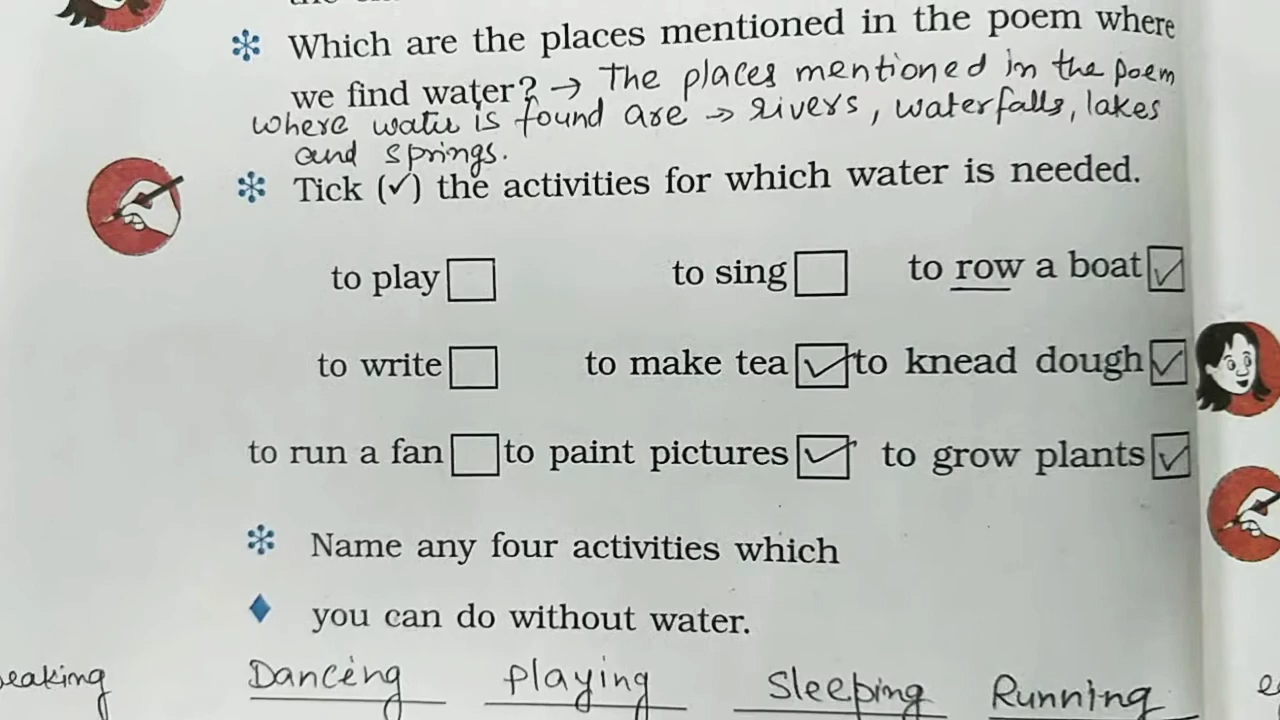 Which are the places mentioned in the poem where
we find water? → The places mentioned in the poem
where water is found are → rivers, waterfalls, lakes
and springs.
Tick (✓) the activities for which water is needed.
to play to sing to row a boat ✓
to write to make tea ✓ to knead dough ✓
to run a fan to paint pictures ✓ to grow plants ✓
Name any four activities which
you can do without water.
eaking Dancing Playing Sleeping Running